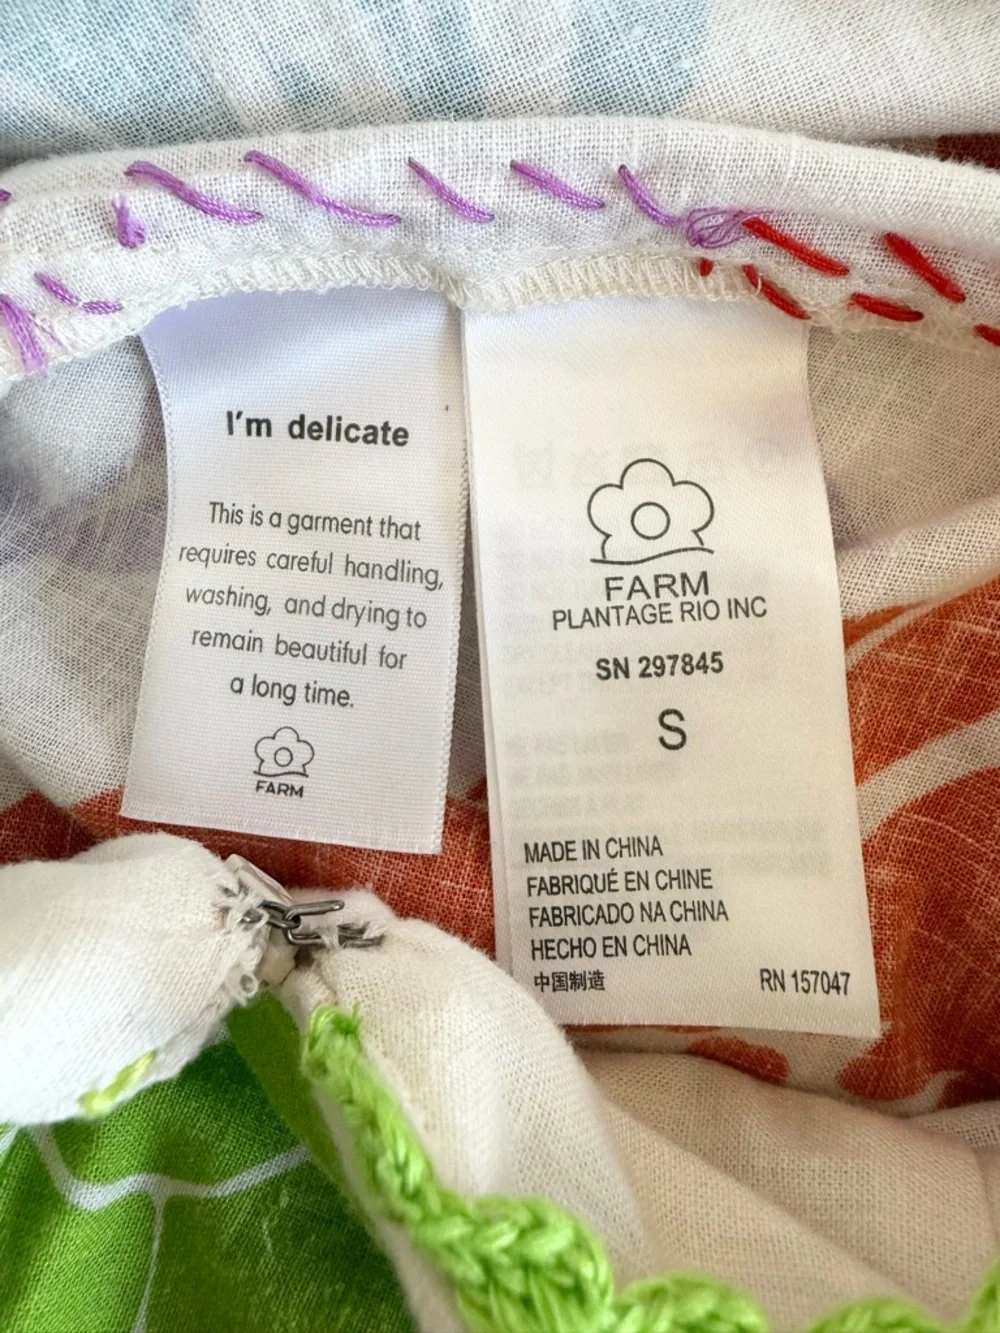 I'm delicate
This is a garment that
requires careful handling,
washing, and drying to
remain beautiful for
a long time.
FARM
FARM
PLANTAGE RIO INC
SN 297845
S
MADE IN CHINA
FABRIQUÉ EN CHINE
FABRICADO NA CHINA
HECHO EN CHINA
中国制造
RN 157047